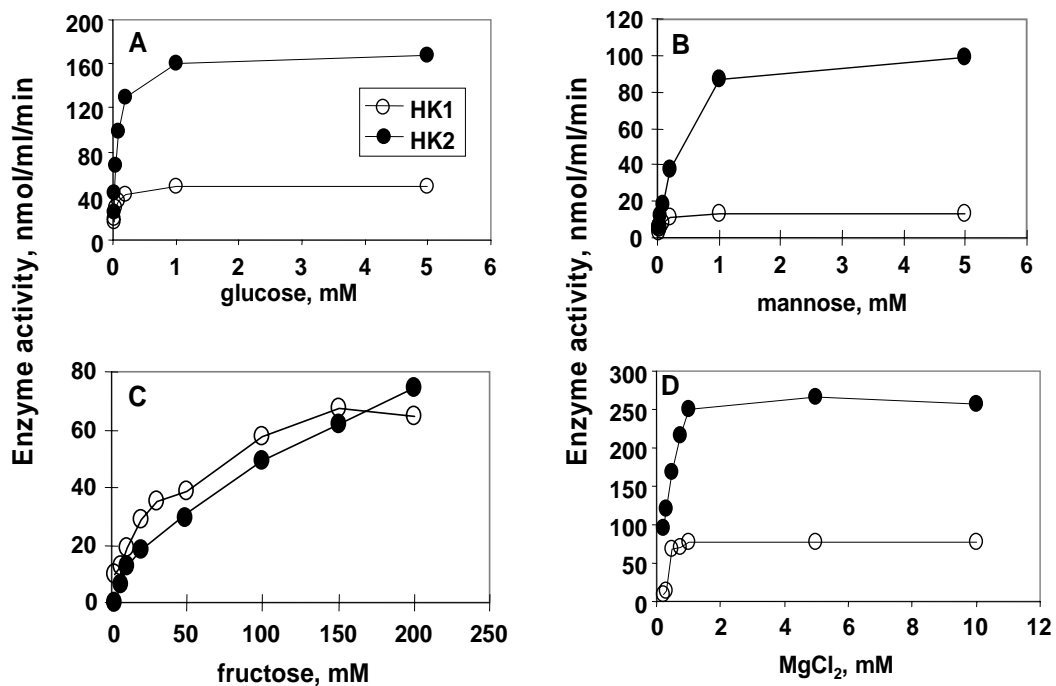 Enzyme activity, nmol/ml/min
A
200
160
120
80
40
0
0 1 2 3 4 5 6
glucose, mM
HK1
HK2
Enzyme activity, nmol/ml/min
B
120
100
80
60
40
20
0
0 1 2 3 4 5 6
mannose, mM
C
80
60
40
20
0
0 50 100 150 200 250
fructose, mM
D
300
250
200
150
100
50
0
0 2 4 6 8 10 12
MgCl₂, mM